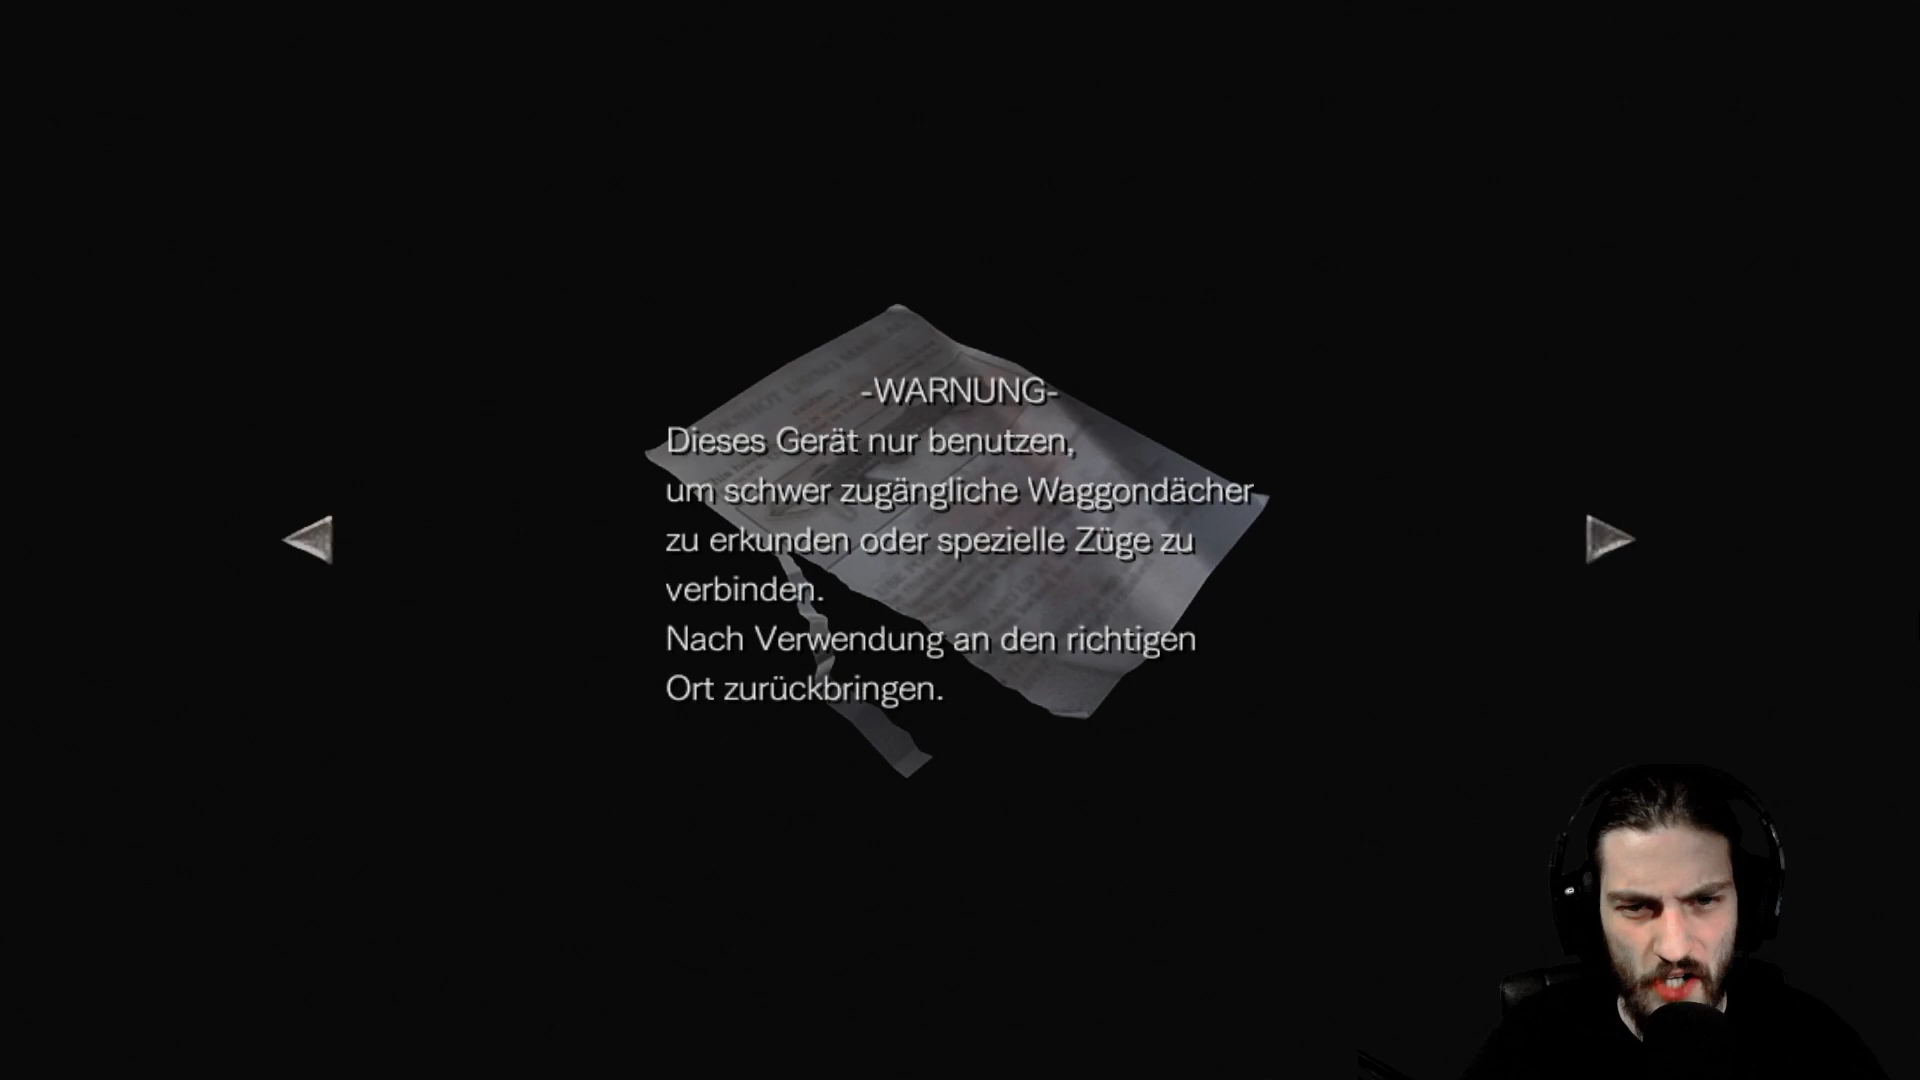 -WARNUNG-
Dieses Gerät nur benutzen,
um schwer zugängliche Waggondächer
zu erkunden oder spezielle Züge zu
verbinden.
Nach Verwendung an den richtigen
Ort zurückbringen.